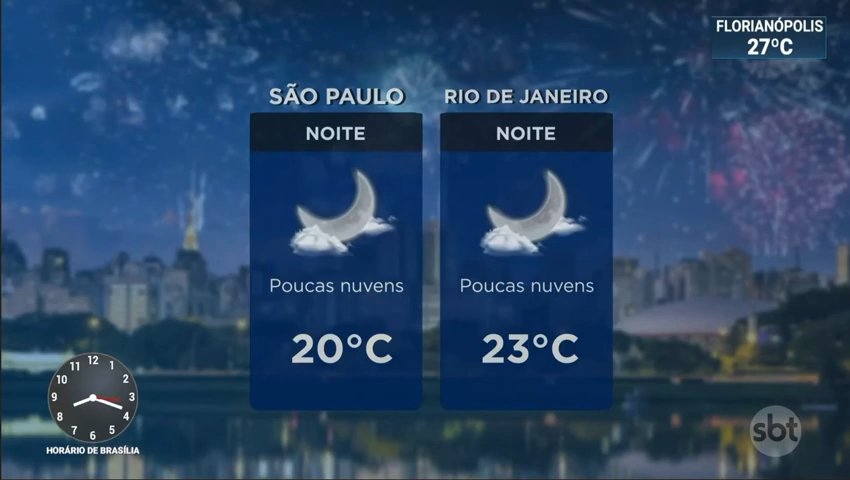 FLORIANÓPOLIS
27ºC
SÃO PAULO
NOITE
Poucas nuvens
20°C
RIO DE JANEIRO
NOITE
Poucas nuvens
23°C
12
1
2
3
4
5
6
7
8
9
10
11
HORÁRIO DE BRASÍLIA
sbt